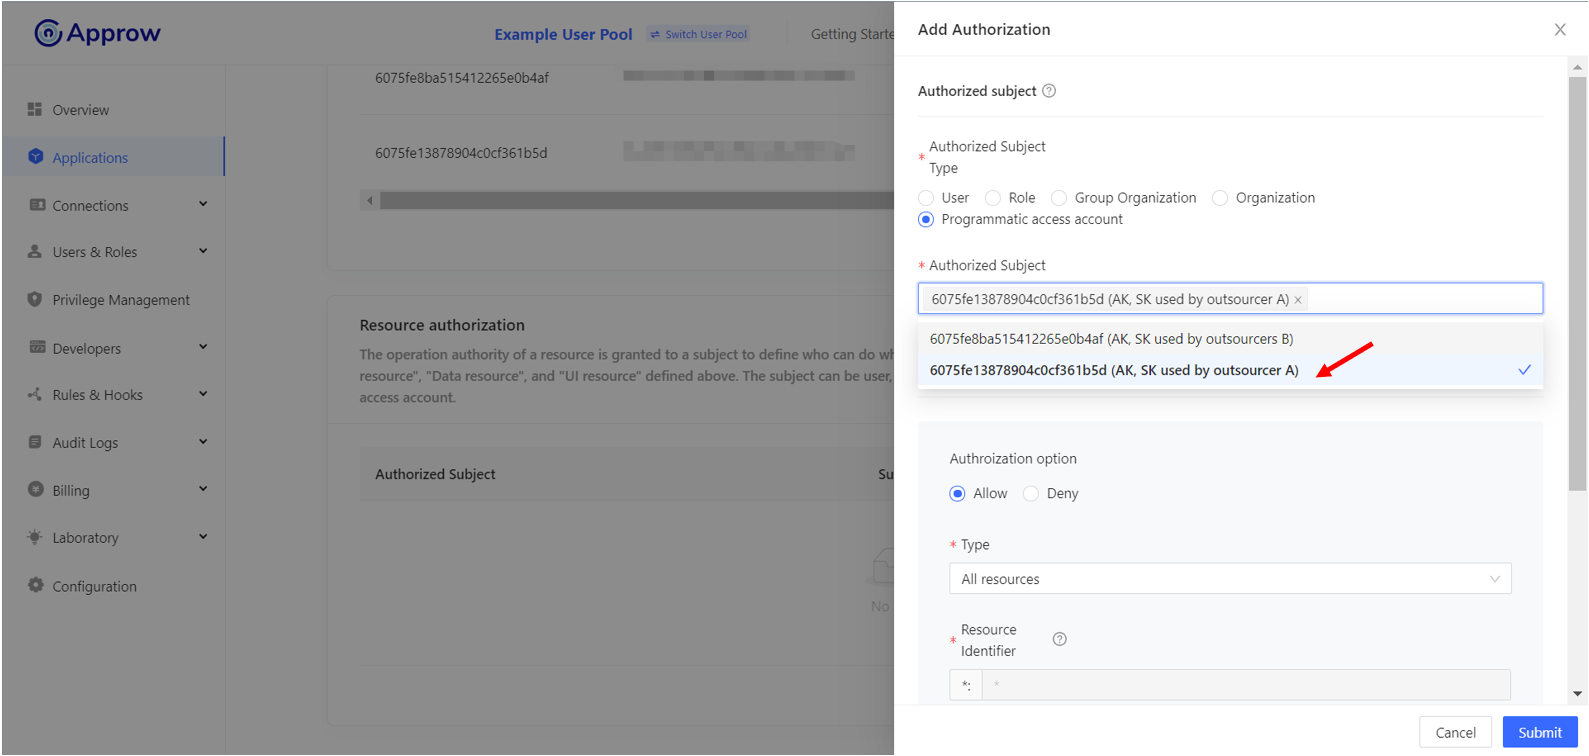 Approw
Example User Pool
Switch User Pool
Getting Starte
Overview
Applications
Connections
Users & Roles
Privilege Management
Developers
Rules & Hooks
Audit Logs
Billing
Laboratory
Configuration
6075fe8ba515412265e0b4af
6075fe13878904c0cf361b5d
Resource authorization
The operation authority of a resource is granted to a subject to define who can do wh
resource", "Data resource", and "UI resource" defined above. The subject can be user,
access account.
Authorized Subject
Su
No
Add Authorization
Authorized subject ?
* Authorized Subject
Type
User Role Group Organization Organization
Programmatic access account
* Authorized Subject
6075fe13878904c0cf361b5d (AK, SK used by outsourcer A) ×
6075fe8ba515412265e0b4af (AK, SK used by outsourcers B)
6075fe13878904c0cf361b5d (AK, SK used by outsourcer A)
Authroization option
Allow Deny
* Type
All resources
* Resource
Identifier ?
*: *
Cancel Submit